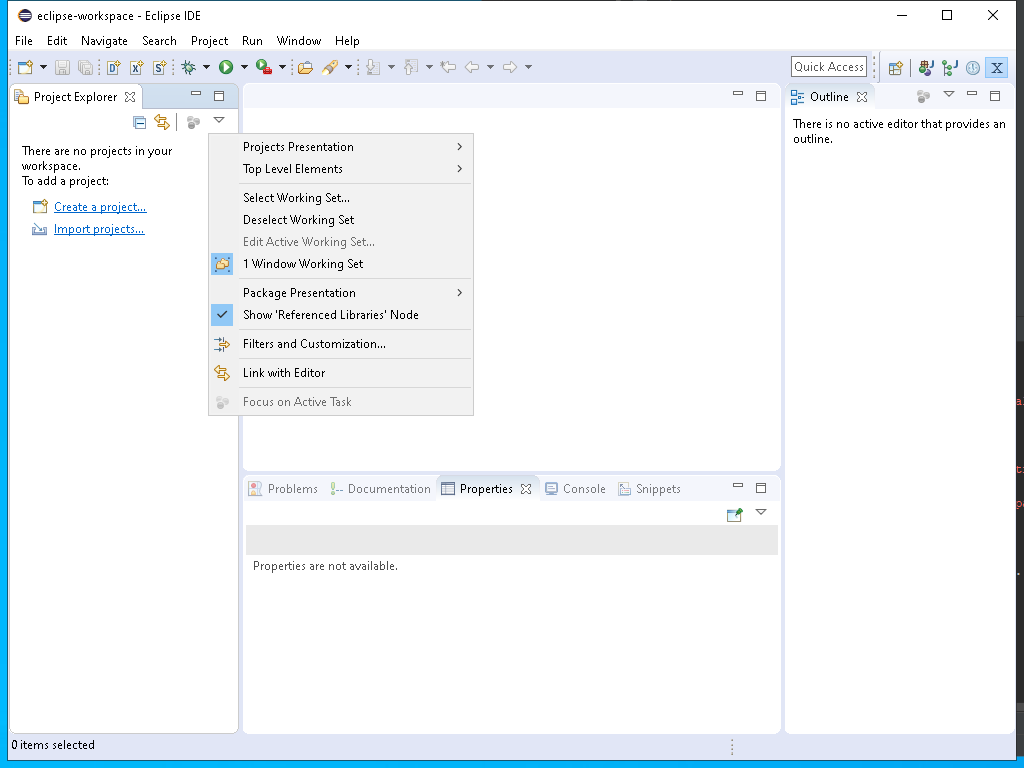 eclipse-workspace - Eclipse IDE
File Edit Navigate Search Project Run Window Help
Quick Access
Project Explorer
There are no projects in your
workspace.
To add a project:
Create a project...
Import projects...
Projects Presentation
Top Level Elements
Select Working Set...
Deselect Working Set
Edit Active Working Set...
1 Window Working Set
Package Presentation
Show 'Referenced Libraries' Node
Filters and Customization...
Link with Editor
Focus on Active Task
Outline
There is no active editor that provides an
outline.
Problems Documentation Properties Console Snippets
Properties are not available.
0 items selected